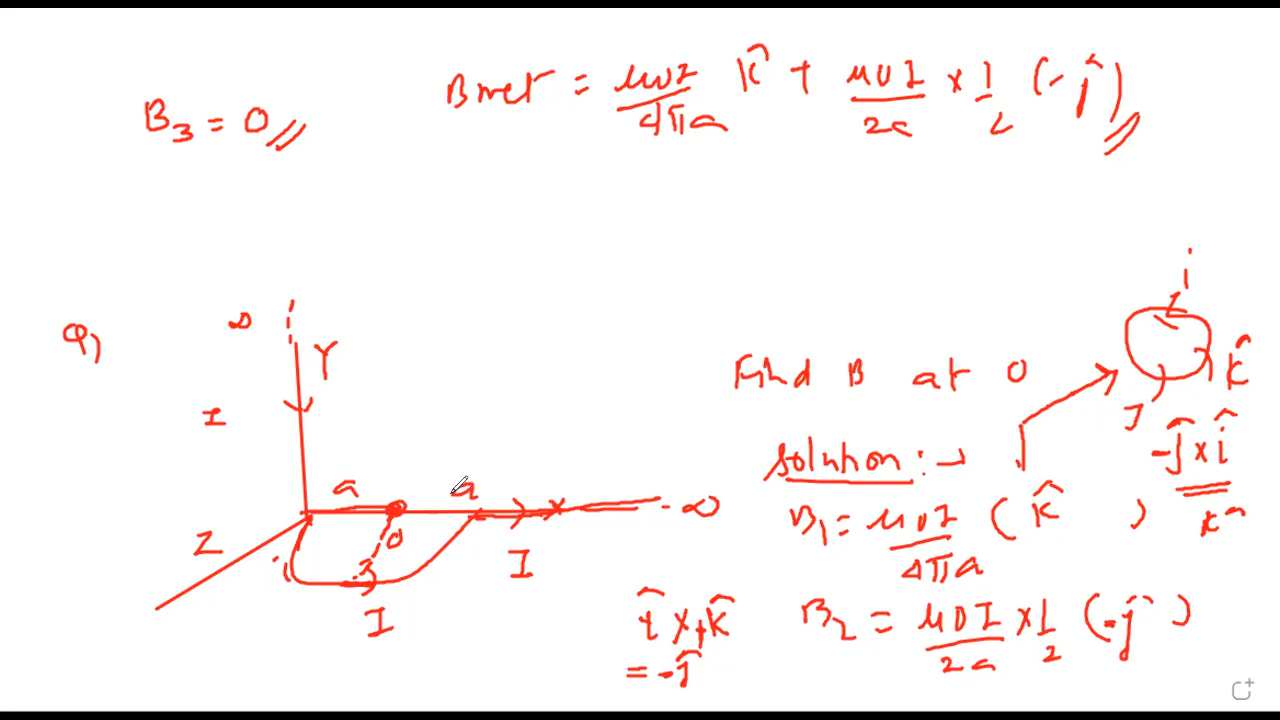 B₃ = 0
Bnet = μ0I/4πa k̂ + μ0I/2a × 1/2 (-ĵ)
Q)
∞
Y
I
a
a
O
∞
Z
I
I
Find B at O
Solution :→
B₁ = μ0I/4πa ( k̂ )
B₂ = μ0I/2a × 1/2 (-ĵ)
î × k̂
= -ĵ
i
k̂
J
-ĵ × î
k^